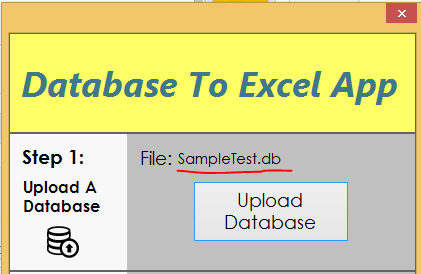 Database To Excel App
Step 1:
Upload A
Database
File: SampleTest.db
Upload
Database